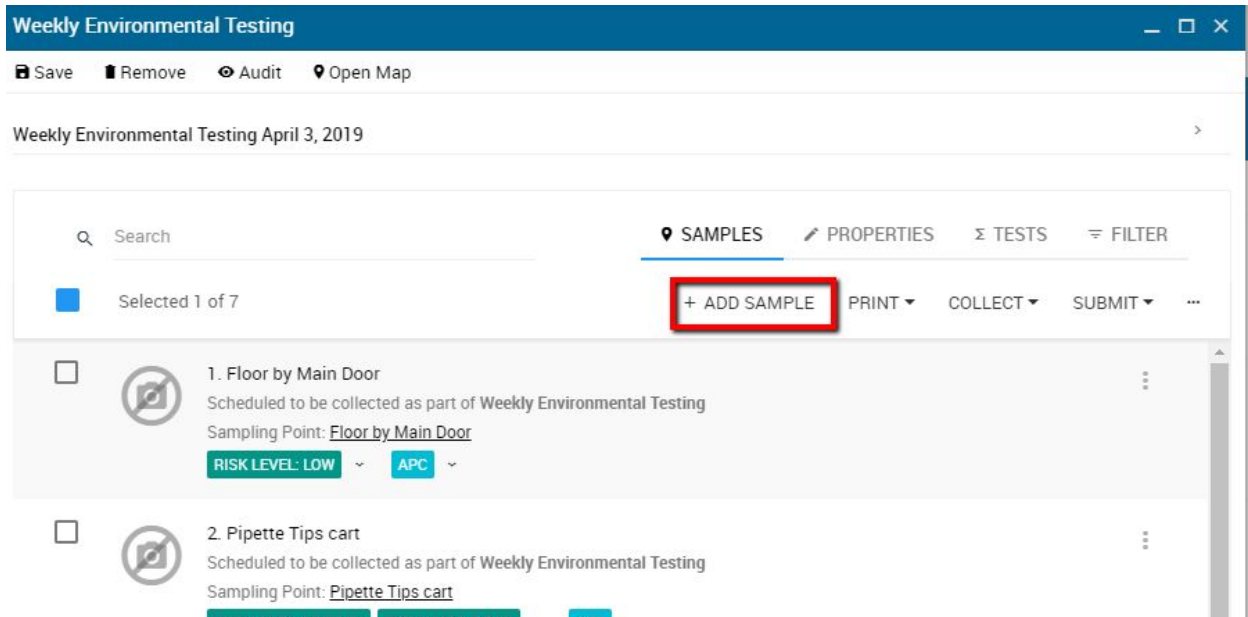 Weekly Environmental Testing
Save Remove Audit Open Map
Weekly Environmental Testing April 3, 2019
Search SAMPLES PROPERTIES Σ TESTS FILTER
Selected 1 of 7 + ADD SAMPLE PRINT COLLECT SUBMIT ...
1. Floor by Main Door
Scheduled to be collected as part of Weekly Environmental Testing
Sampling Point: Floor by Main Door
RISK LEVEL: LOW APC
2. Pipette Tips cart
Scheduled to be collected as part of Weekly Environmental Testing
Sampling Point: Pipette Tips cart